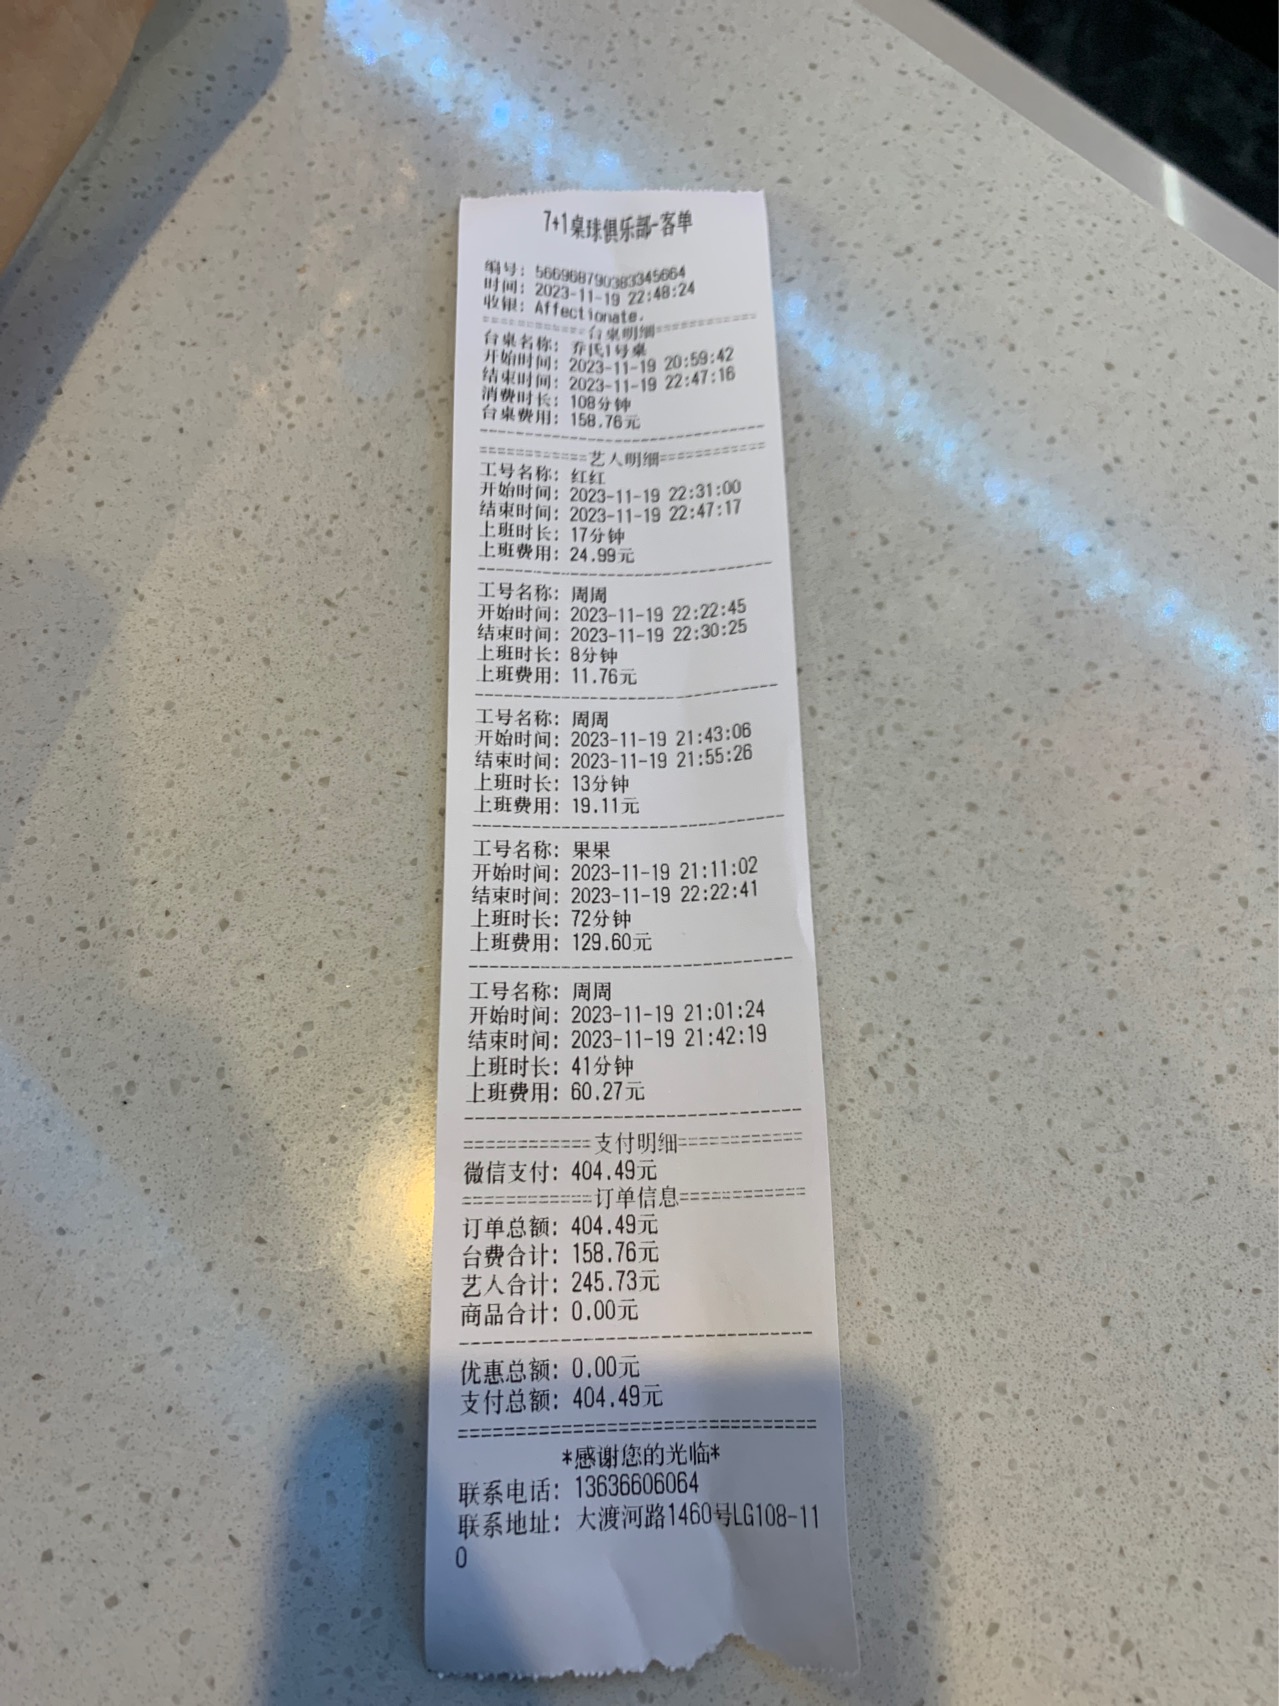 7+1桌球俱乐部-客单
编号: 566968790383345664
时间: 2023-11-19 22:48:24
收银: Affectionate.
============台桌明细============
台桌名称: 乔氏1号桌
开始时间: 2023-11-19 20:59:42
结束时间: 2023-11-19 22:47:16
消费时长: 108分钟
台桌费用: 158.76元
============艺人明细============
工号名称: 红红
开始时间: 2023-11-19 22:31:00
结束时间: 2023-11-19 22:47:17
上班时长: 17分钟
上班费用: 24.99元
工号名称: 周周
开始时间: 2023-11-19 22:22:45
结束时间: 2023-11-19 22:30:25
上班时长: 8分钟
上班费用: 11.76元
工号名称: 周周
开始时间: 2023-11-19 21:43:06
结束时间: 2023-11-19 21:55:26
上班时长: 13分钟
上班费用: 19.11元
工号名称: 果果
开始时间: 2023-11-19 21:11:02
结束时间: 2023-11-19 22:22:41
上班时长: 72分钟
上班费用: 129.60元
工号名称: 周周
开始时间: 2023-11-19 21:01:24
结束时间: 2023-11-19 21:42:19
上班时长: 41分钟
上班费用: 60.27元
============支付明细============
微信支付: 404.49元
============订单信息============
订单总额: 404.49元
台费合计: 158.76元
艺人合计: 245.73元
商品合计: 0.00元
优惠总额: 0.00元
支付总额: 404.49元
*感谢您的光临*
联系电话: 13636606064
联系地址: 大渡河路1460号LG108-11
0